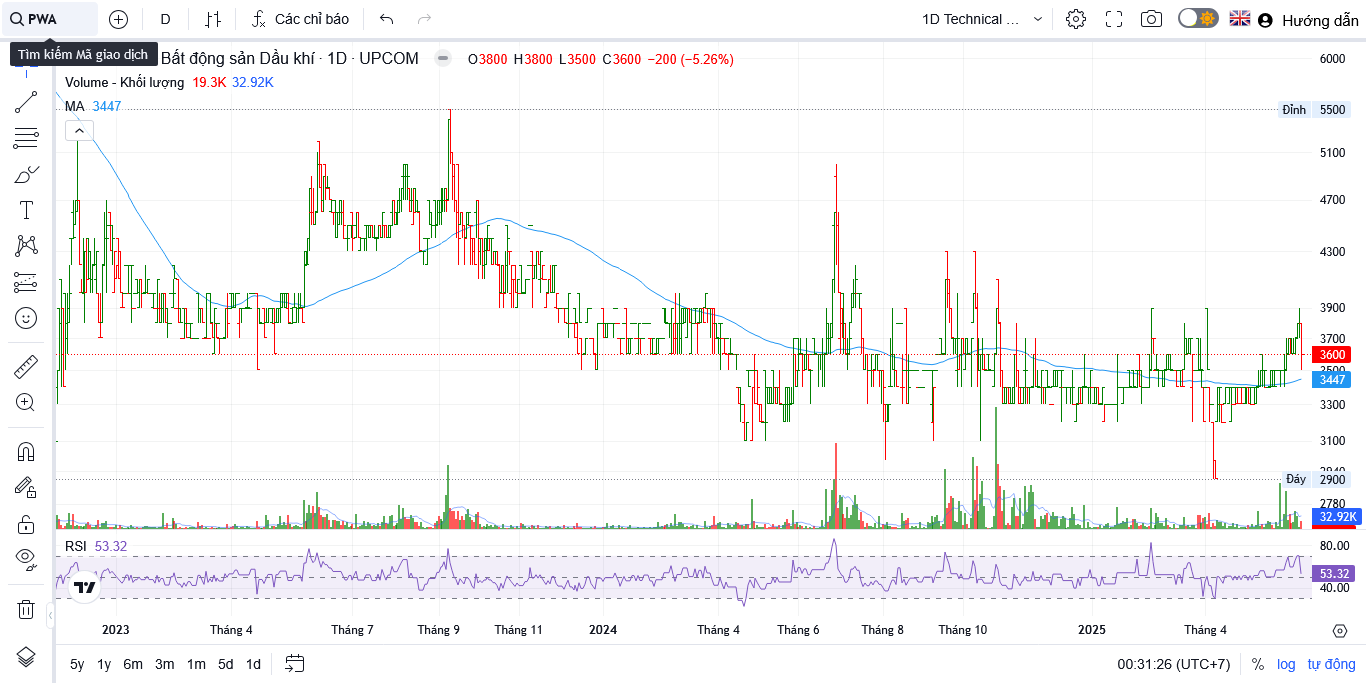 PWA
D
Các chỉ báo
1D Technical ...
Hướng dẫn
Tìm kiếm Mã giao dịch
Bất động sản Dầu khí · 1D · UPCOM
O3800 H3800 L3500 C3600 −200 (−5.26%)
Volume - Khối lượng 19.3K 32.92K
MA 3447
6000
Đỉnh 5500
5100
4700
4300
3900
3700
3600
3500
3447
3300
3100
2940
Đáy 2900
2780
32.92K
RSI 53.32
80.00
53.32
40.00
2023 Tháng 4 Tháng 7 Tháng 9 Tháng 11 2024 Tháng 4 Tháng 6 Tháng 8 Tháng 10 2025 Tháng 4
5y 1y 6m 3m 1m 5d 1d
00:31:26 (UTC+7) % log tự động